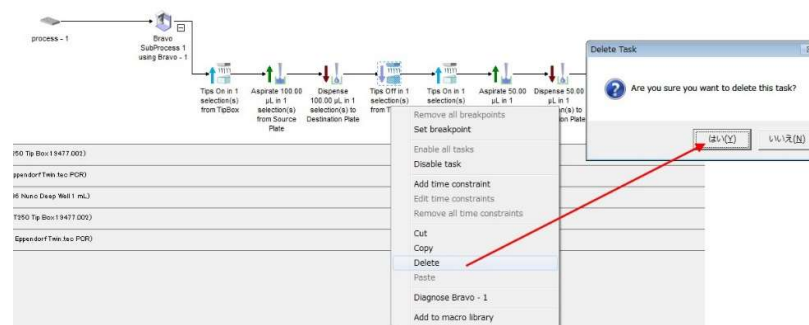 process - 1
Bravo
SubProcess 1
using Bravo - 1
Tips On in 1
selection(s)
from TipBox
Aspirate 100.00
µL in 1
selection(s)
from Source
Plate
Dispense
100.00 µL in 1
selection(s) to
Destination Plate
Tips Off in 1
selection(s)
Tips On in 1
selection(s)
Aspirate 50.00
µL in 1
Dispense 50.00
µL in 1
Delete Task
Are you sure you want to delete this task?
はい(Y)
いいえ(N)
Remove all breakpoints
Set breakpoint
Enable all tasks
Disable task
Add time constraint
Edit time constraints
Remove all time constraints
Cut
Copy
Delete
Paste
Diagnose Bravo - 1
Add to macro library
250 Tip Box 19477.002)
ppendorf Twin.tec PCR)
6 Nunc Deep Well 1 mL)
T250 Tip Box 19477.002)
Eppendorf Twin.tec PCR)